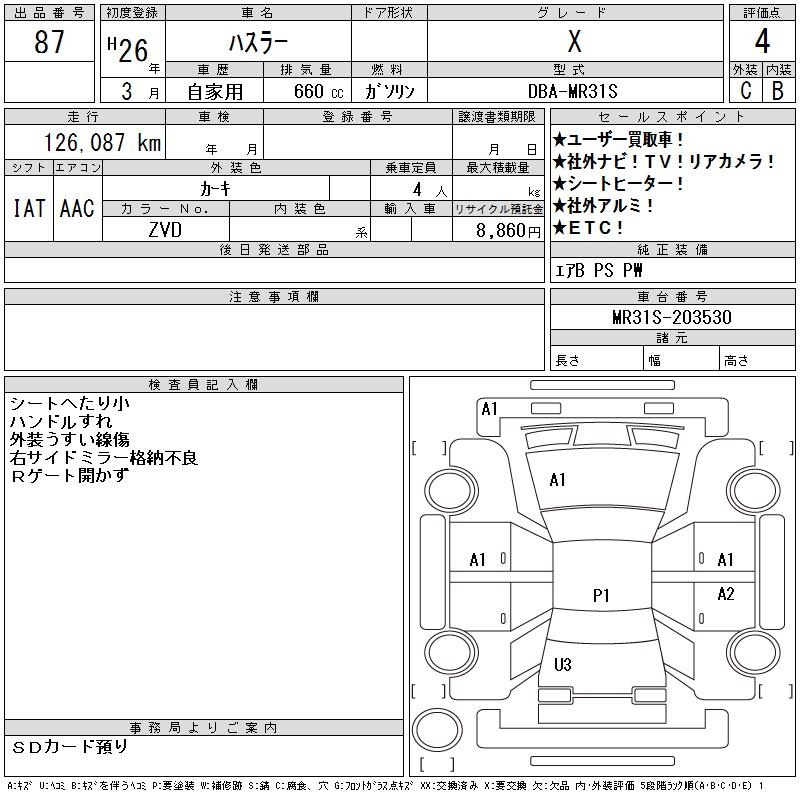 出品番号
87
初度登録
H26年
3月
車名
ハスラー
ドア形状
グレード
X
評価点
4
車歴
自家用
排気量
660 cc
燃料
ガソリン
型式
DBA-MR31S
外装 内装
C B
走行
126,087 km
車検
年 月
登録番号
譲渡書類期限
月 日
シフト
IAT
エアコン
AAC
外装色
カーキ
乗車定員
4人
最大積載量
kg
カラーNo.
ZVD
内装色
系
輸入車
リサイクル預託金
8,860円
後日発送部品
セールスポイント
★ユーザー買取車！
★社外ナビ！TV！リアカメラ！
★シートヒーター！
★社外アルミ！
★ETC！
純正装備
エアB PS PW
注意事項欄
車台番号
MR31S-203530
諸元
長さ 幅 高さ
検査員記入欄
シートへたり小
ハンドルすれ
外装うすい線傷
右サイドミラー格納不良
Rゲート開かず
事務局よりご案内
SDカード預り
A1
A1
A1
A1
P1
A2
U3
A:キズ U:ヘコミ B:キズを伴うヘコミ P:要塗装 W:補修跡 S:錆 C:腐食、穴 G:フロントガラス点キズ XX:交換済み X:要交換 欠:欠品 内･外装評価 5段階ランク順(A･B･C･D･E) 1